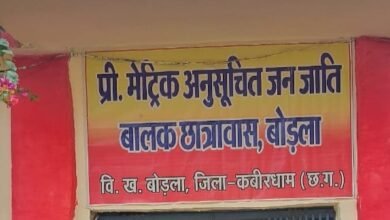 प्री. मेट्रिक अनुसूचित जन जाति
बालक छात्रावास, बोड़ला
वि. ख. बोड़ला, जिला-कबीरधाम (छ.ग.)